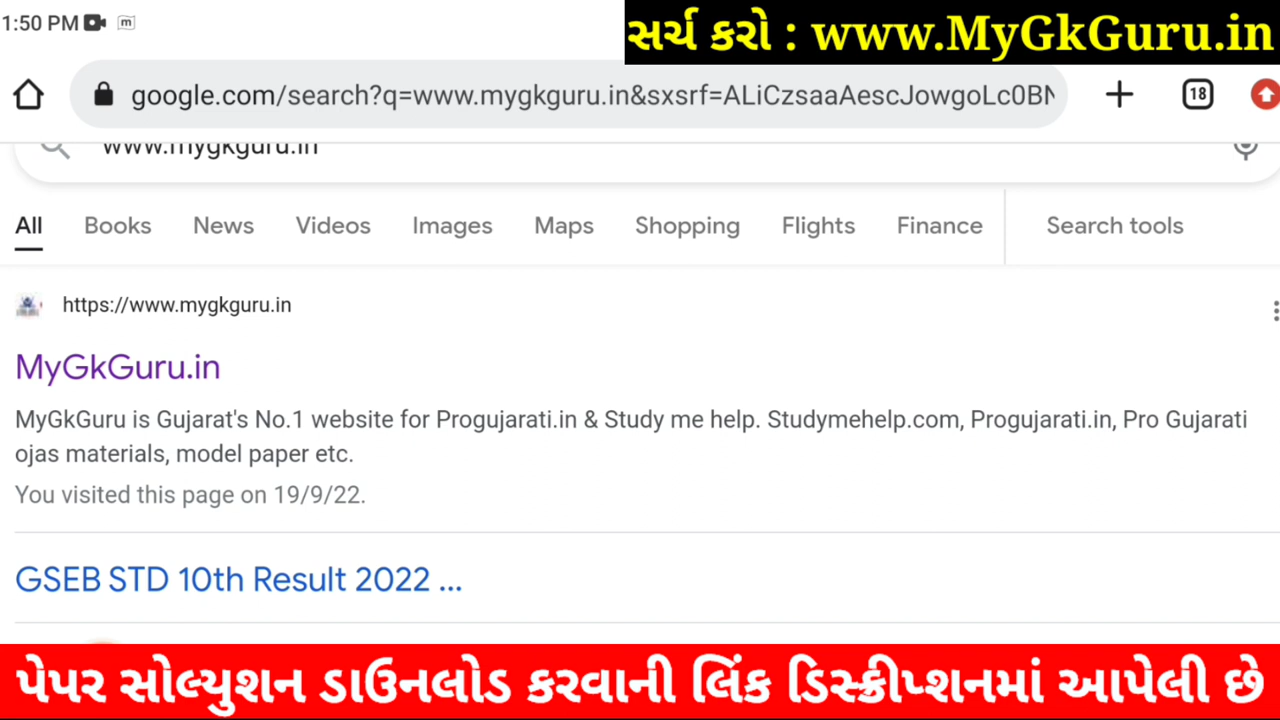 1:50 PM m
સર્ચ કરો : www.MyGkGuru.in
google.com/search?q=www.mygkguru.in&sxsrf=ALiCzsaaAescJowgoLc0BN
18
www.mygkguru.in
All Books News Videos Images Maps Shopping Flights Finance Search tools
https://www.mygkguru.in
MyGkGuru.in
MyGkGuru is Gujarat's No.1 website for Progujarati.in & Study me help. Studymehelp.com, Progujarati.in, Pro Gujarati
ojas materials, model paper etc.
You visited this page on 19/9/22.
GSEB STD 10th Result 2022 ...
પેપર સોલ્યુશન ડાઉનલોડ કરવાની લિંક ડિસ્ક્રીપ્શનમાં આપેલી છે